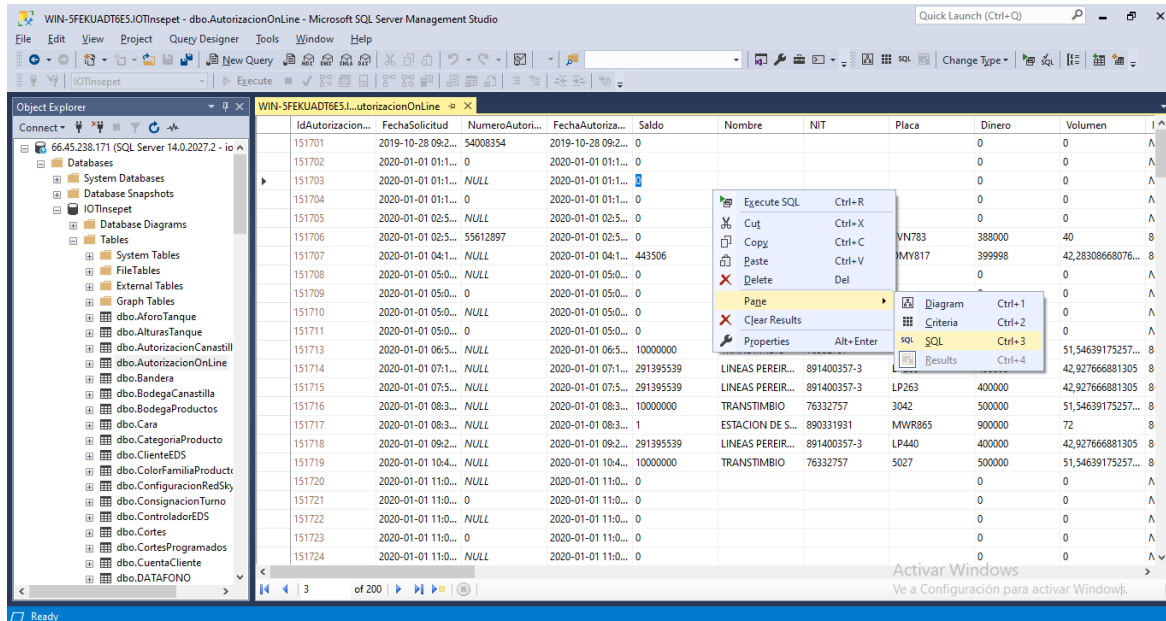 WIN-5FEKUADT6E5.IOTInsepet - dbo.AutorizacionOnLine - Microsoft SQL Server Management Studio
Quick Launch (Ctrl+Q)
File Edit View Project Query Designer Tools Window Help
New Query
Change Type
IOTInsepet
Execute
Object Explorer
WIN-5FEKUADT6E5.I...utorizacionOnLine
Connect
66.45.238.171 (SQL Server 14.0.2027.2 - io
Databases
System Databases
Database Snapshots
IOTInsepet
Database Diagrams
Tables
System Tables
FileTables
External Tables
Graph Tables
dbo.AforoTanque
dbo.AlturasTanque
dbo.AutorizacionCanastill
dbo.AutorizacionOnLine
dbo.Bandera
dbo.BodegaCanastilla
dbo.BodegaProductos
dbo.Cara
dbo.CategoriaProducto
dbo.ClienteEDS
dbo.ColorFamiliaProducto
dbo.ConfiguracionRedSky
dbo.ConsignacionTurno
dbo.ControladorEDS
dbo.Cortes
dbo.CortesProgramados
dbo.CuentaCliente
dbo.DATAFONO
IdAutorizacion... FechaSolicitud NumeroAutori... FechaAutoriza... Saldo Nombre NIT Placa Dinero Volumen
151701 2019-10-28 09:2... 54008354 2019-10-28 09:2... 0 0 0
151702 2020-01-01 01:1... 0 2020-01-01 01:1... 0 0 0
151703 2020-01-01 01:1... NULL 2020-01-01 01:1... 0 0 0
151704 2020-01-01 01:1... 0 2020-01-01 01:1... 0 0 0
151705 2020-01-01 02:5... NULL 2020-01-01 02:5... 0 0 0
151706 2020-01-01 02:5... 55612897 2020-01-01 02:5... 0 VN783 388000 40 8
151707 2020-01-01 04:1... NULL 2020-01-01 04:1... 443506 OMY817 399998 42,28308668076... 8
151708 2020-01-01 05:0... NULL 2020-01-01 05:0... 0 0 0
151709 2020-01-01 05:0... 0 2020-01-01 05:0... 0 0
151710 2020-01-01 05:0... NULL 2020-01-01 05:0... 0 0
151711 2020-01-01 05:0... 0 2020-01-01 05:0... 0 0
151713 2020-01-01 06:5... NULL 2020-01-01 06:5... 10000000 51,54639175257... 8
151714 2020-01-01 07:1... NULL 2020-01-01 07:1... 291395539 LINEAS PEREIR... 891400357-3 42,927666881305 8
151715 2020-01-01 07:5... NULL 2020-01-01 07:5... 291395539 LINEAS PEREIR... 891400357-3 LP263 400000 42,927666881305 8
151716 2020-01-01 08:3... NULL 2020-01-01 08:3... 10000000 TRANSTIMBIO 76332757 3042 500000 51,54639175257... 8
151717 2020-01-01 08:3... NULL 2020-01-01 08:3... 1 ESTACION DE S... 890331931 MWR865 900000 72 8
151718 2020-01-01 09:2... NULL 2020-01-01 09:2... 291395539 LINEAS PEREIR... 891400357-3 LP440 400000 42,927666881305 8
151719 2020-01-01 10:4... NULL 2020-01-01 10:4... 10000000 TRANSTIMBIO 76332757 5027 500000 51,54639175257... 8
151720 2020-01-01 11:0... NULL 2020-01-01 11:0... 0 0 0
151721 2020-01-01 11:0... 0 2020-01-01 11:0... 0 0 0
151722 2020-01-01 11:0... NULL 2020-01-01 11:0... 0 0 0
151723 2020-01-01 11:0... 0 2020-01-01 11:0... 0 0 0
151724 2020-01-01 11:0... NULL 2020-01-01 11:0... 0 0 0
Execute SQL Ctrl+R
Cut Ctrl+X
Copy Ctrl+C
Paste Ctrl+V
Delete Del
Pane
Clear Results
Properties Alt+Enter
Diagram Ctrl+1
Criteria Ctrl+2
SQL SQL Ctrl+3
Results Ctrl+4
3 of 200
Activar Windows
Ve a Configuración para activar Windows.
Ready